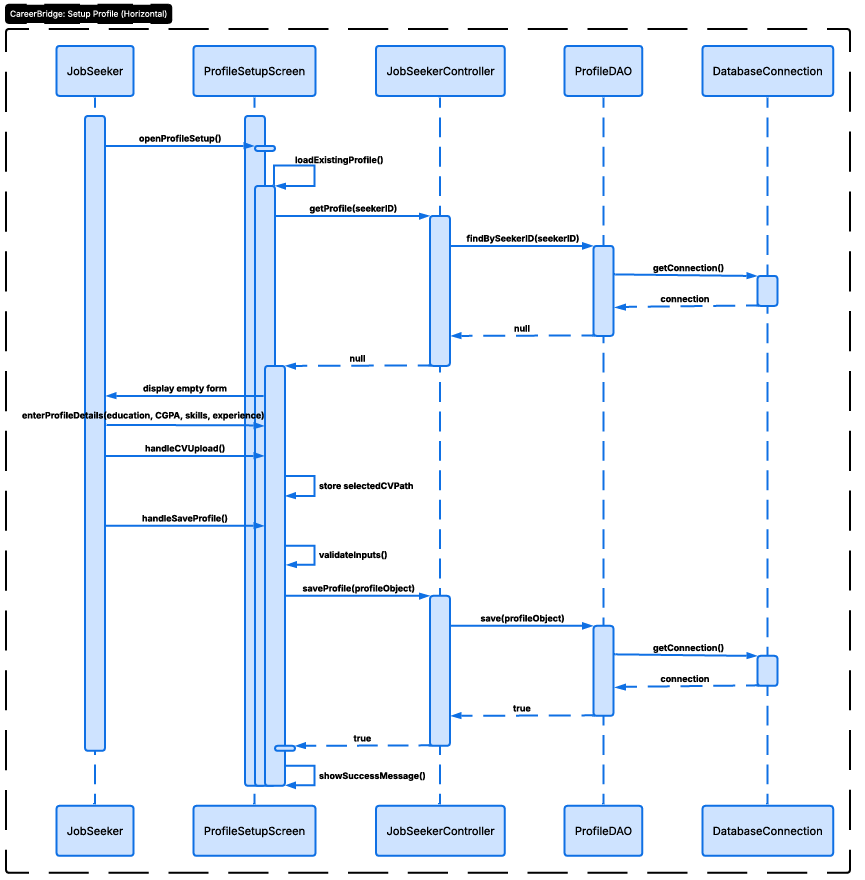 CareerBridge: Setup Profile (Horizontal)
JobSeeker
ProfileSetupScreen
JobSeekerController
ProfileDAO
DatabaseConnection
openProfileSetup()
loadExistingProfile()
getProfile(seekerID)
findBySeekerID(seekerID)
getConnection()
connection
null
null
display empty form
enterProfileDetails(education, CGPA, skills, experience)
handleCVUpload()
store selectedCVPath
handleSaveProfile()
validateInputs()
saveProfile(profileObject)
save(profileObject)
getConnection()
connection
true
true
showSuccessMessage()
JobSeeker
ProfileSetupScreen
JobSeekerController
ProfileDAO
DatabaseConnection